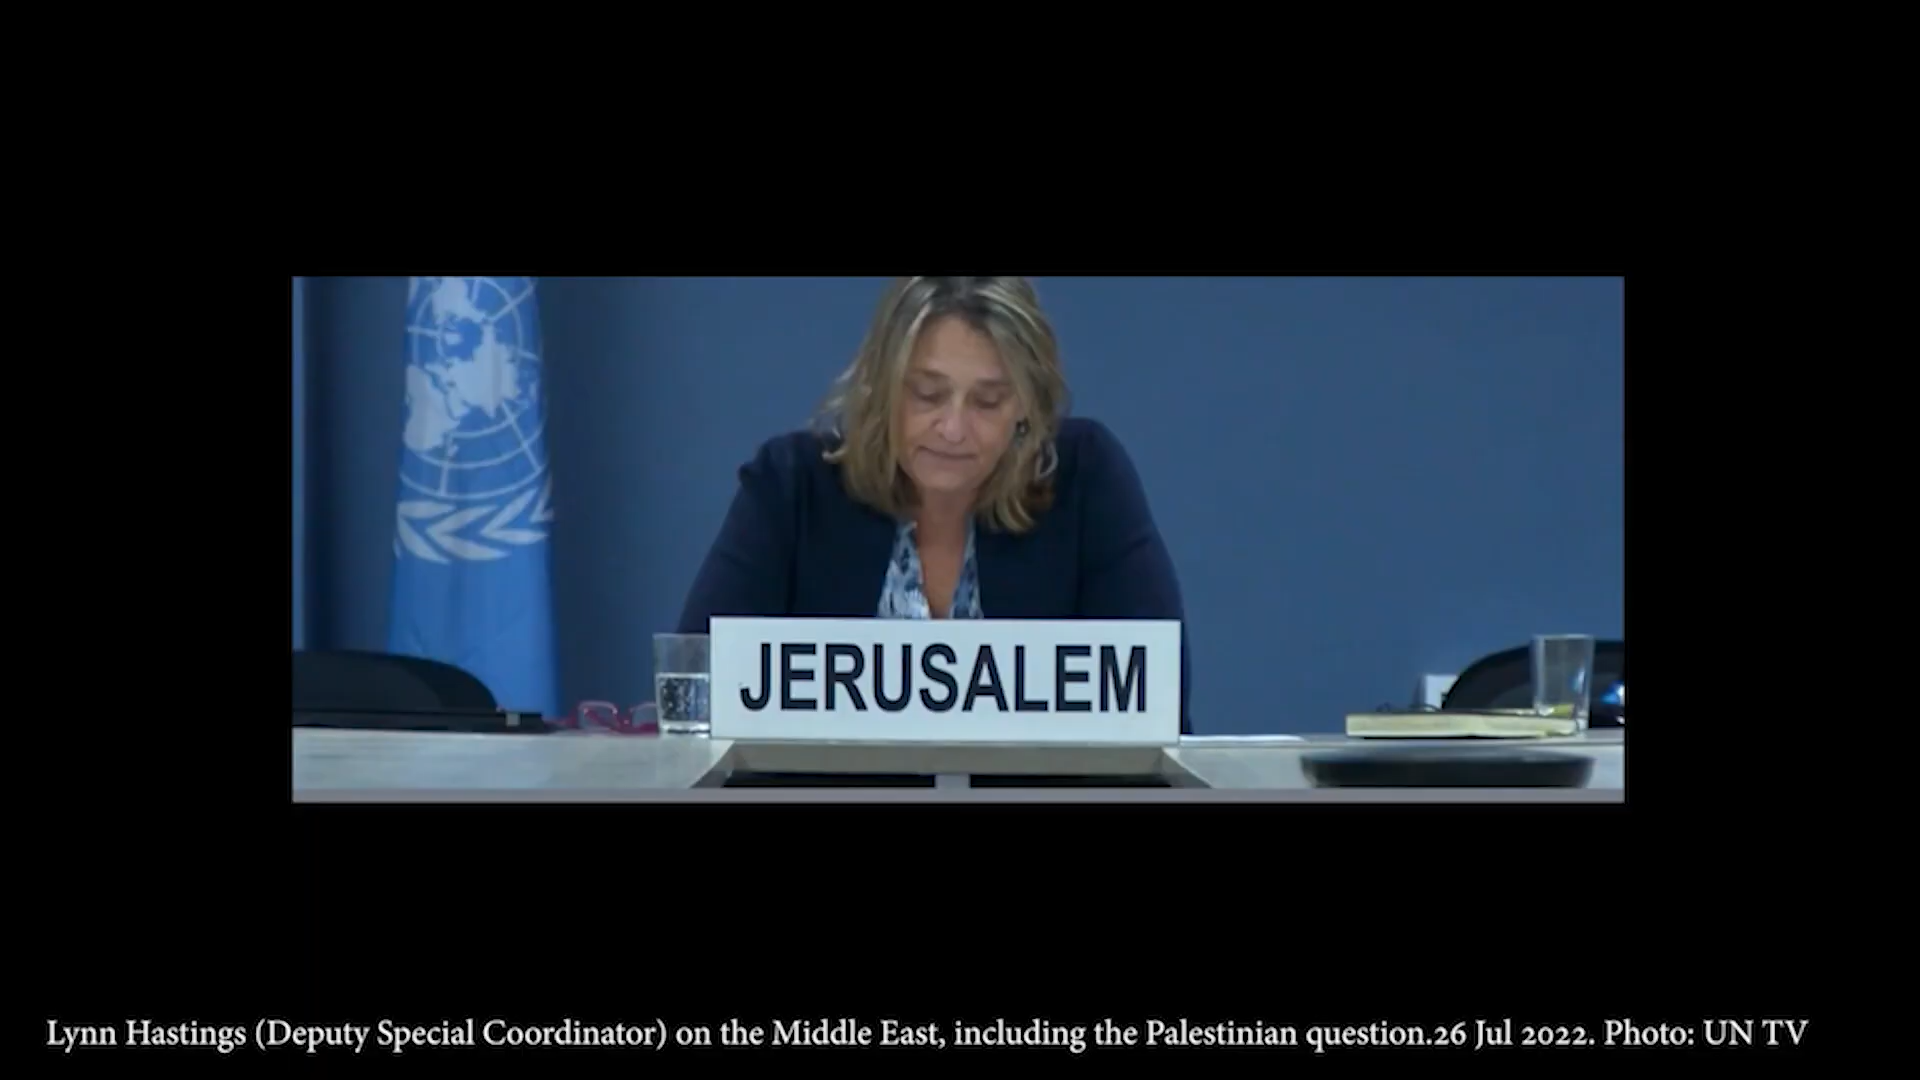 JERUSALEM
Lynn Hastings (Deputy Special Coordinator) on the Middle East, including the Palestinian question.26 Jul 2022. Photo: UN TV